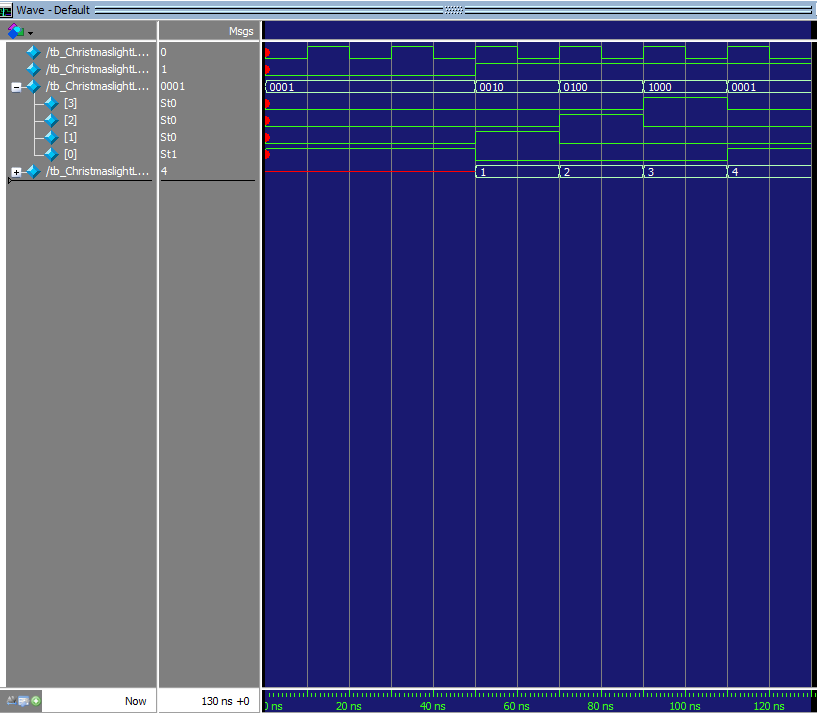 Wave - Default
Msgs
/tb_ChristmaslightL... 0
/tb_ChristmaslightL... 1
/tb_ChristmaslightL... 0001 0001 0010 0100 1000 0001
[3] St0
[2] St0
[1] St0
[0] St1
/tb_ChristmaslightL... 4 1 2 3 4
Now 130 ns +0 0 ns 20 ns 40 ns 60 ns 80 ns 100 ns 120 ns